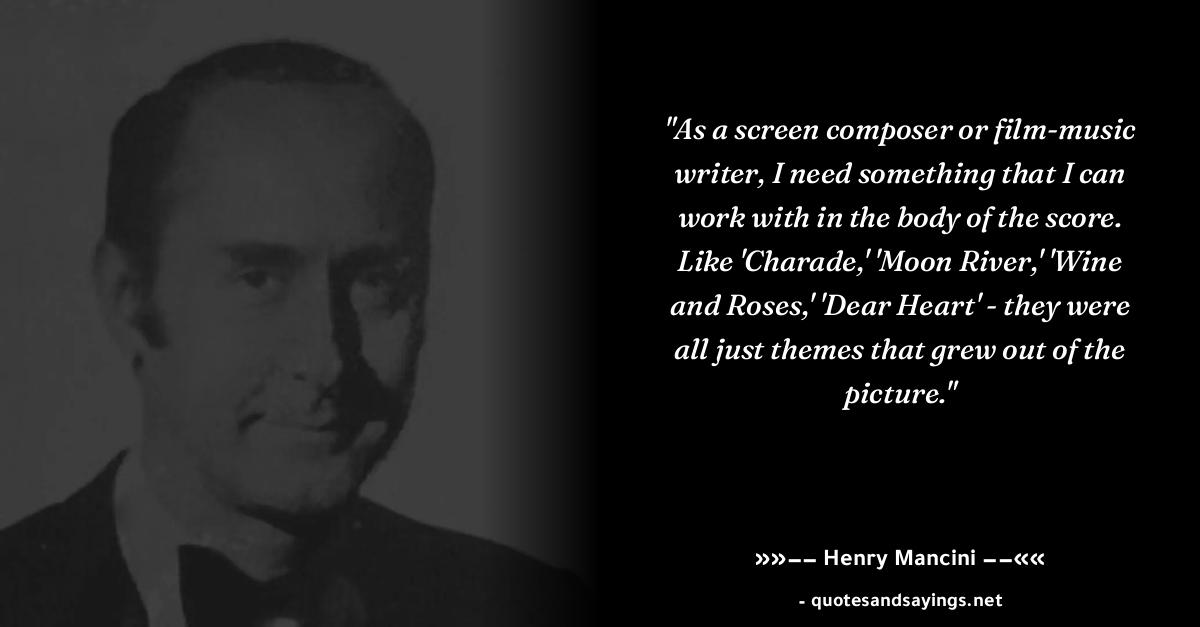 "As a screen composer or film-music
writer, I need something that I can
work with in the body of the score.
Like 'Charade,' 'Moon River,' 'Wine
and Roses,' 'Dear Heart' - they were
all just themes that grew out of the
picture."
»»−− Henry Mancini −−««
- quotesandsayings.net